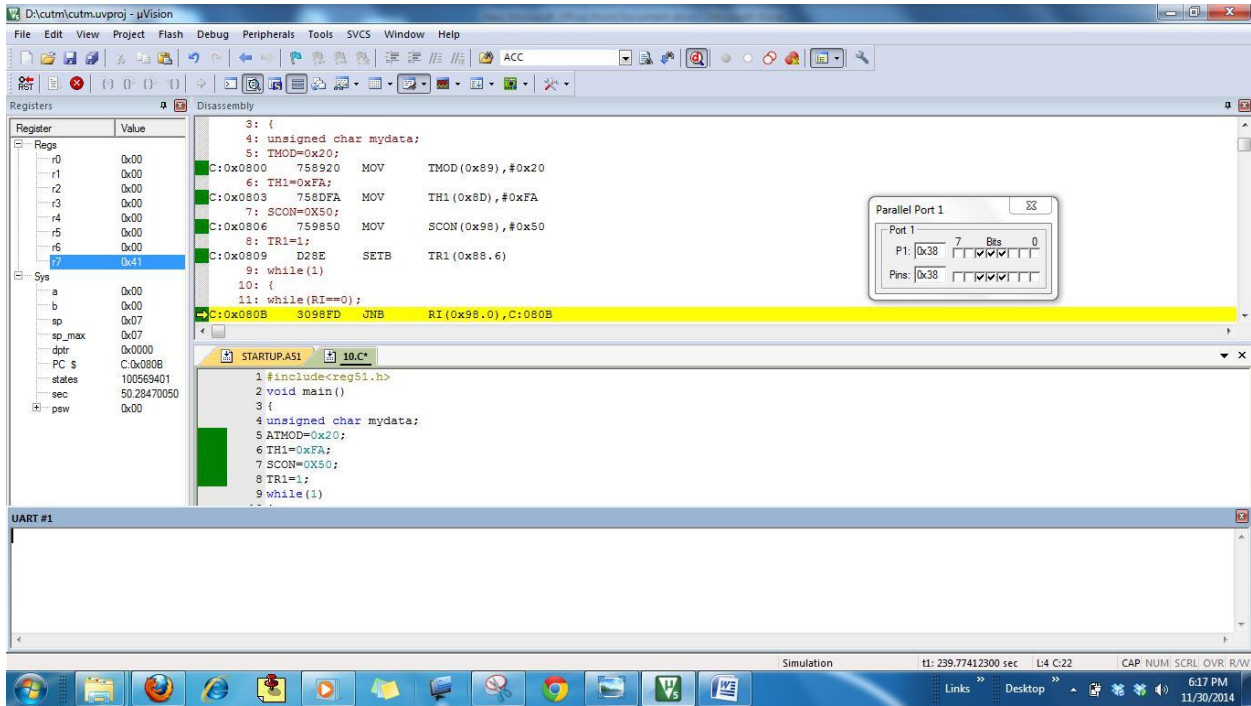 D:\cutm\cutm.uvproj - µVision
File Edit View Project Flash Debug Peripherals Tools SVCS Window Help
ACC
RST
Registers
Register Value
Regs
r0 0x00
r1 0x00
r2 0x00
r3 0x00
r4 0x00
r5 0x00
r6 0x00
r7 0x41
Sys
a 0x00
b 0x00
sp 0x07
sp_max 0x07
dptr 0x0000
PC $ C:0x080B
states 100569401
sec 50.28470050
psw 0x00
Disassembly
3: {
4: unsigned char mydata;
5: TMOD=0x20;
C:0x0800 758920 MOV TMOD(0x89),#0x20
6: TH1=0xFA;
C:0x0803 758DFA MOV TH1(0x8D),#0xFA
7: SCON=0X50;
C:0x0806 759850 MOV SCON(0x98),#0x50
8: TR1=1;
C:0x0809 D28E SETB TR1(0x88.6)
9: while(1)
10: {
11: while(RI==0);
C:0x080B 3098FD JNB RI(0x98.0),C:080B
Parallel Port 1
Port 1
P1: 0x38 7 Bits 0
Pins: 0x38
STARTUP.A51 10.C*
1 #include<reg51.h>
2 void main()
3 {
4 unsigned char mydata;
5 ATMOD=0x20;
6 TH1=0xFA;
7 SCON=0X50;
8 TR1=1;
9 while(1)
UART #1
Simulation t1: 239.77412300 sec L:4 C:22 CAP NUM SCRL OVR R/W
Links Desktop 6:17 PM
11/30/2014